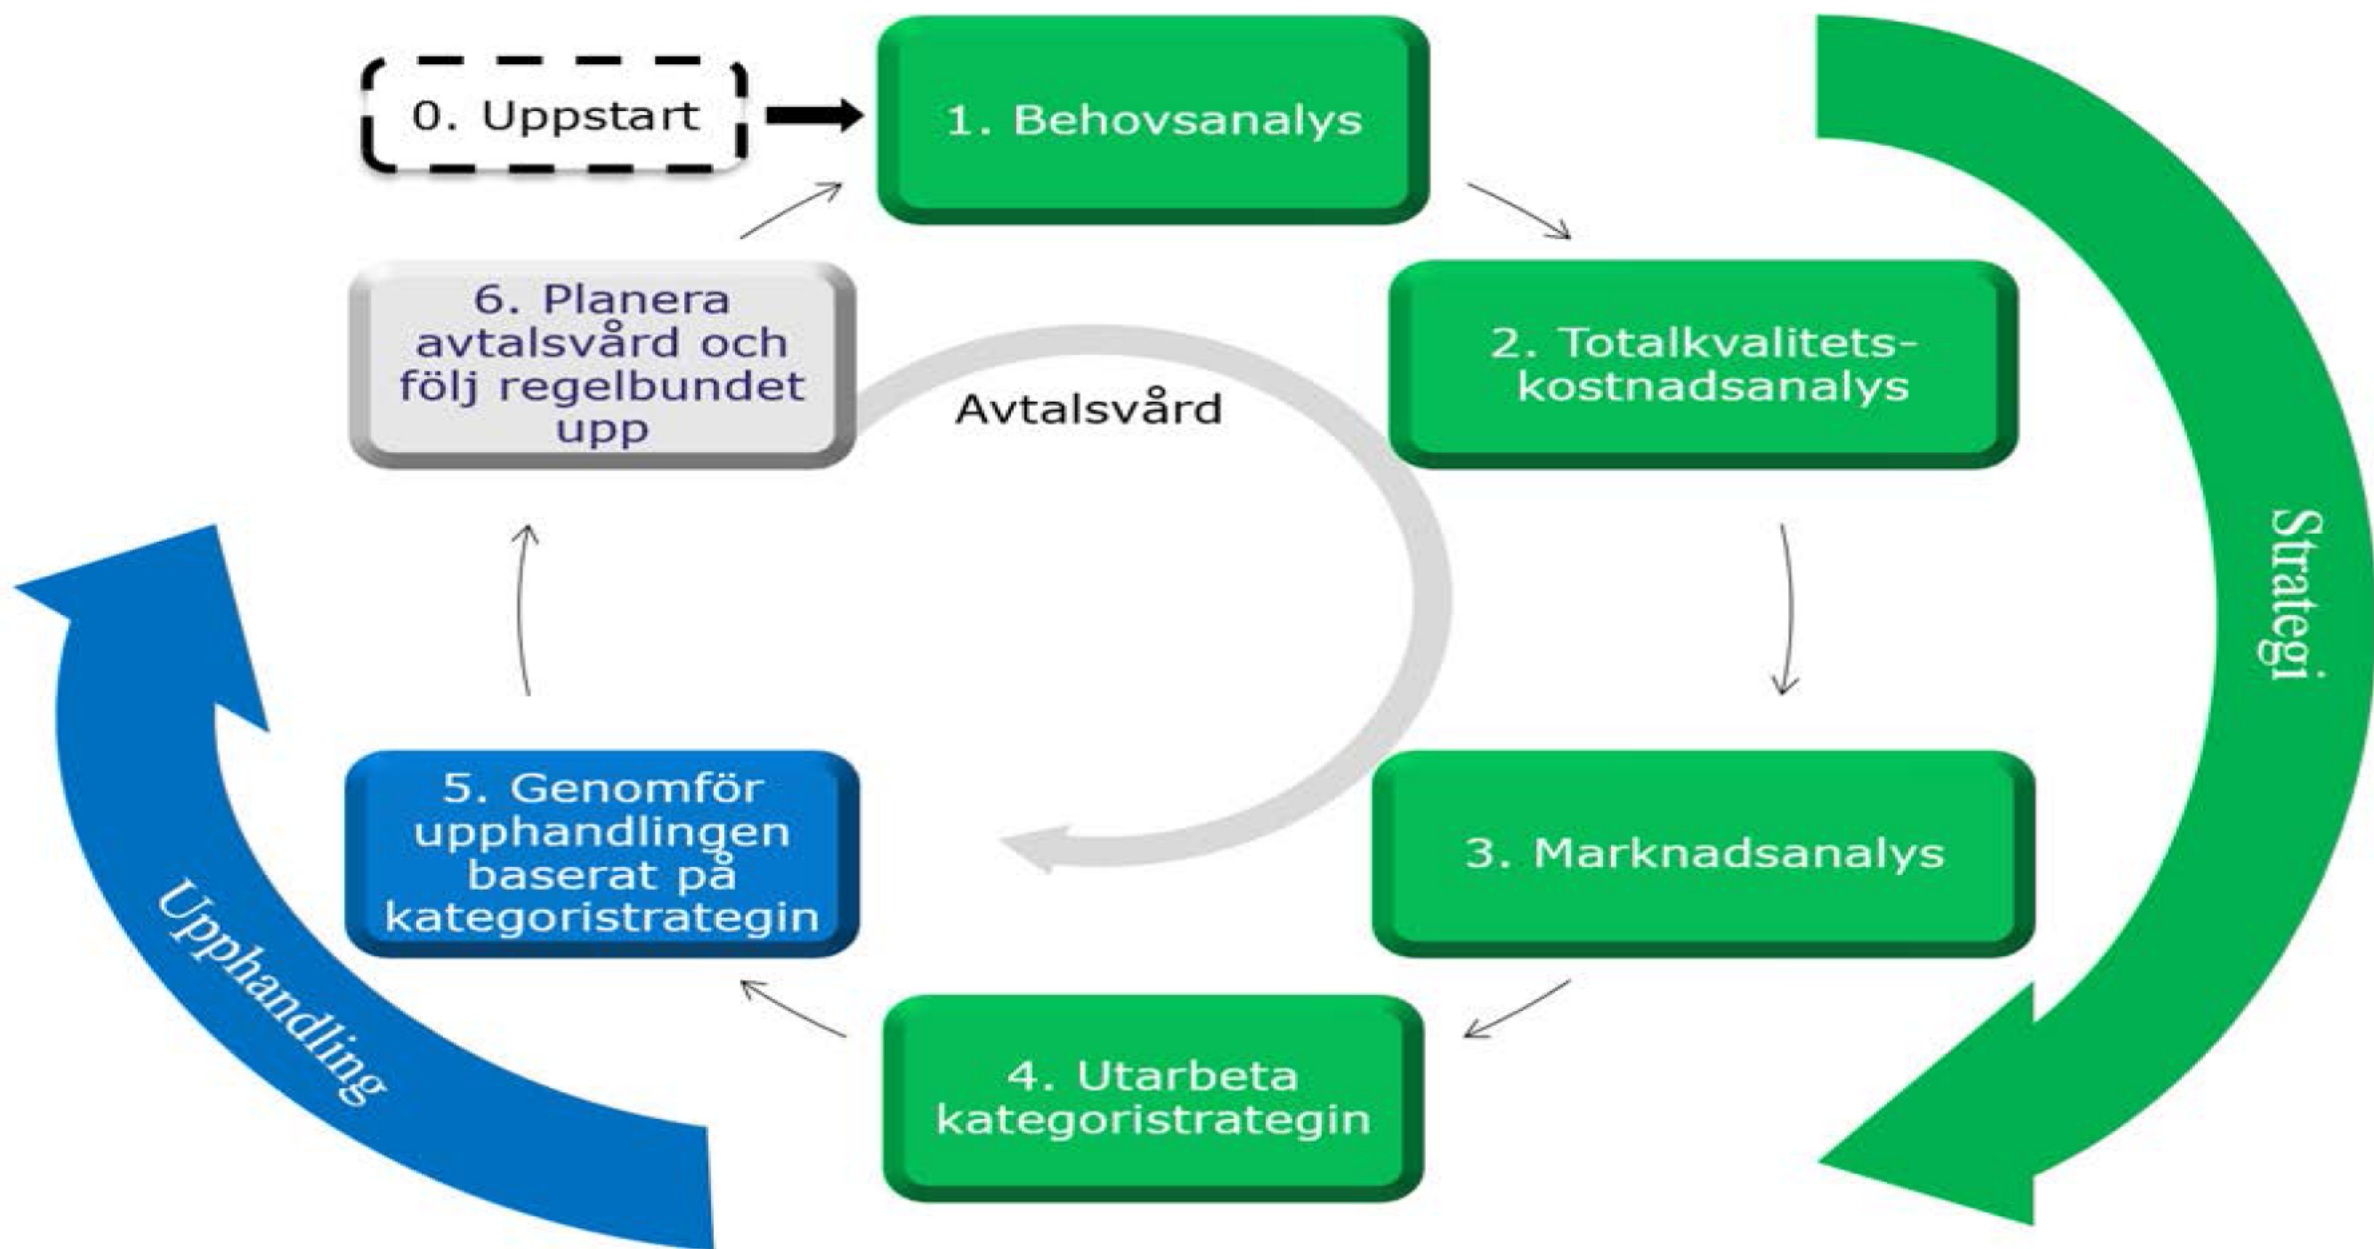 0. Uppstart
1. Behovsanalys
2. Totalkvalitets-
kostnadsanalys
3. Marknadsanalys
4. Utarbeta
kategoristrategin
5. Genomför
upphandlingen
baserat på
kategoristrategin
6. Planera
avtalsvård och
följ regelbundet
upp
Avtalsvård
Strategi
Upphandling